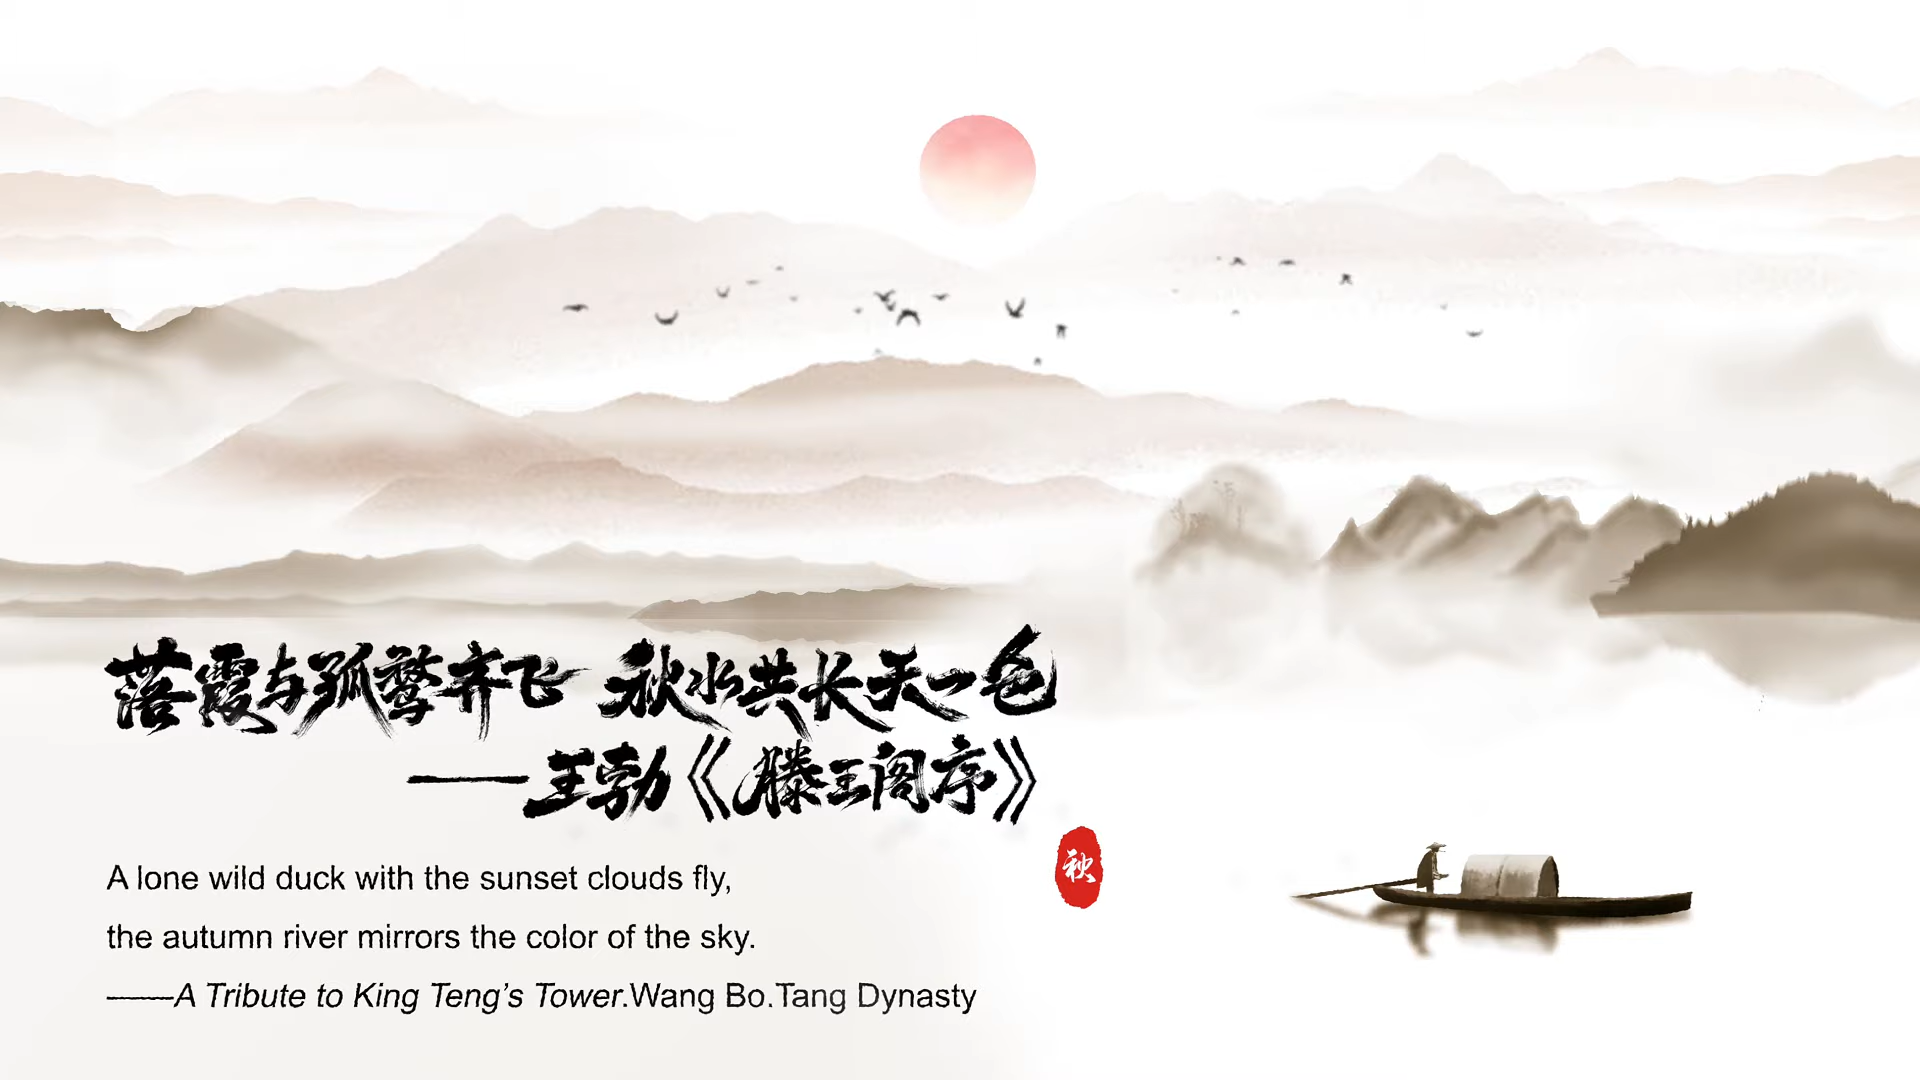 落霞与孤鹜齐飞 秋水共长天一色
——王勃《滕王阁序》
秋
A lone wild duck with the sunset clouds fly,
the autumn river mirrors the color of the sky.
——A Tribute to King Teng’s Tower.Wang Bo.Tang Dynasty